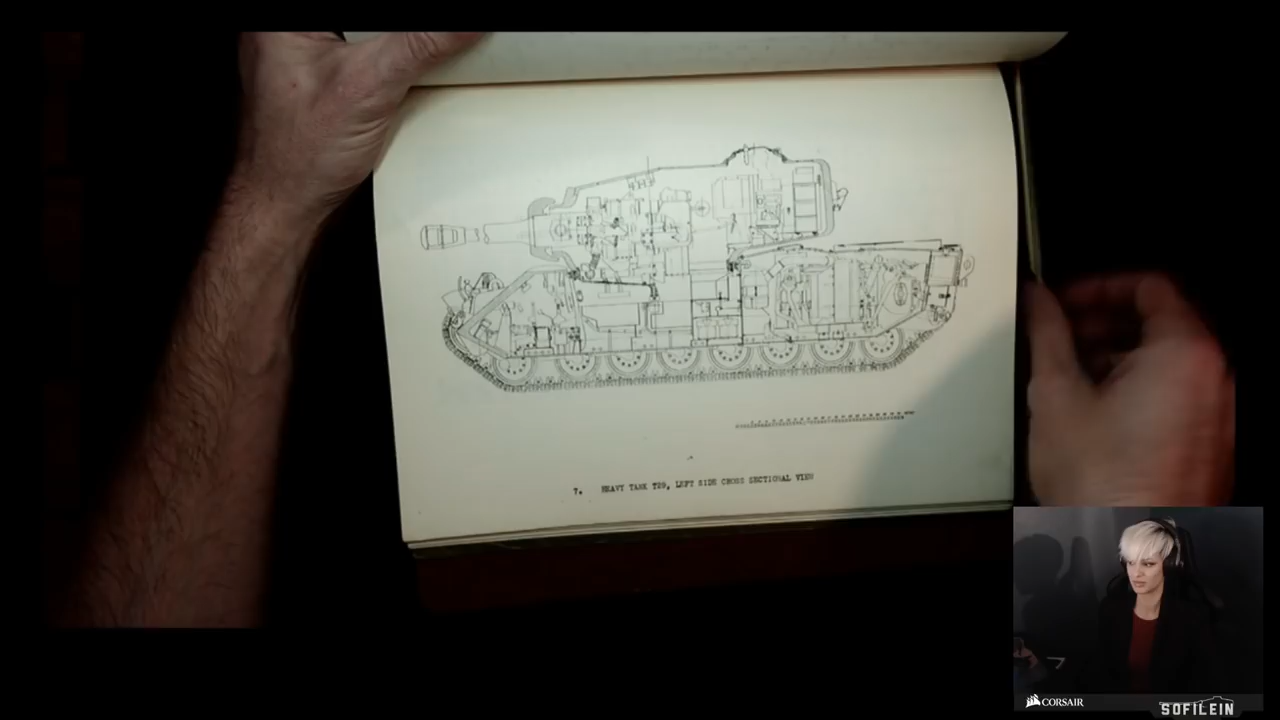 7. HEAVY TANK T29, LEFT SIDE CROSS SECTIONAL VIEW
CORSAIR
SOFILEIN